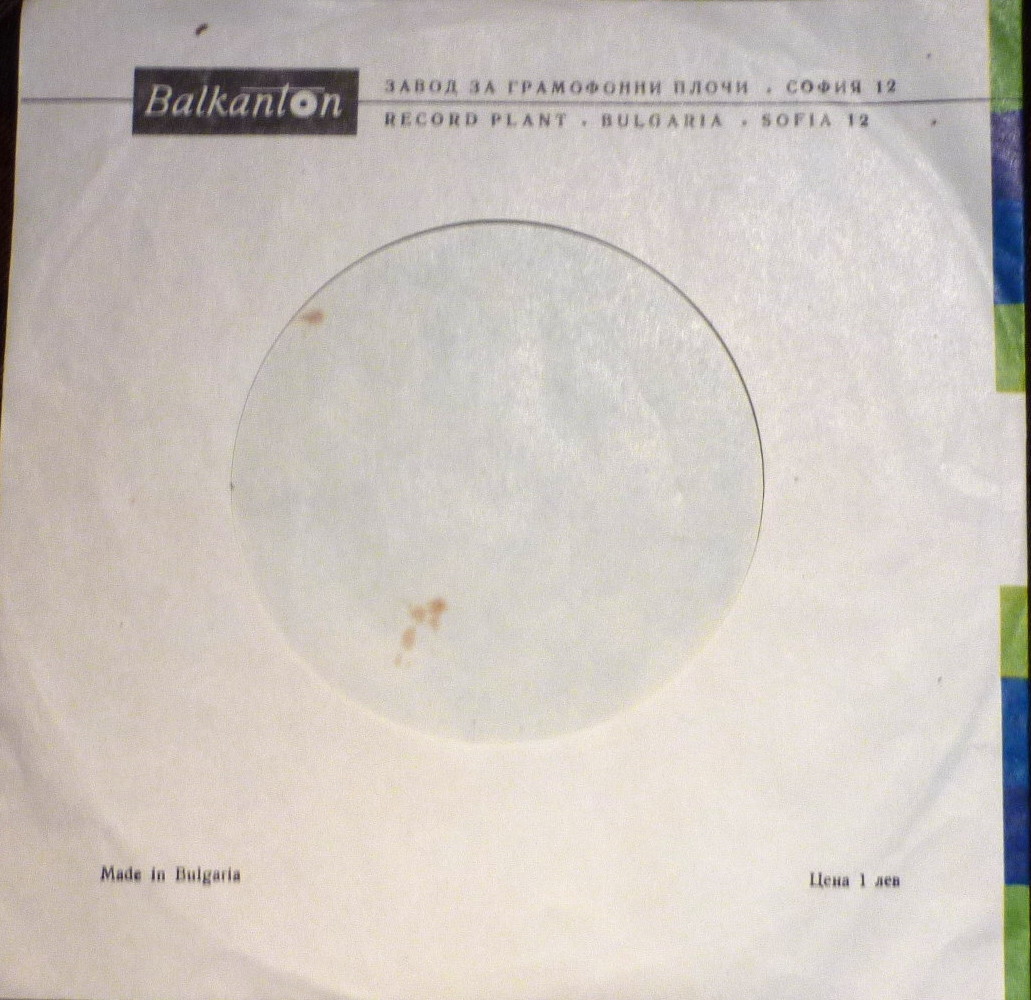 Balkanton
ЗАВОД ЗА ГРАМОФОННИ ПЛОЧИ . СОФИЯ 12
RECORD PLANT . BULGARIA . SOFIA 12
Made in Bulgaria
Цена 1 лев